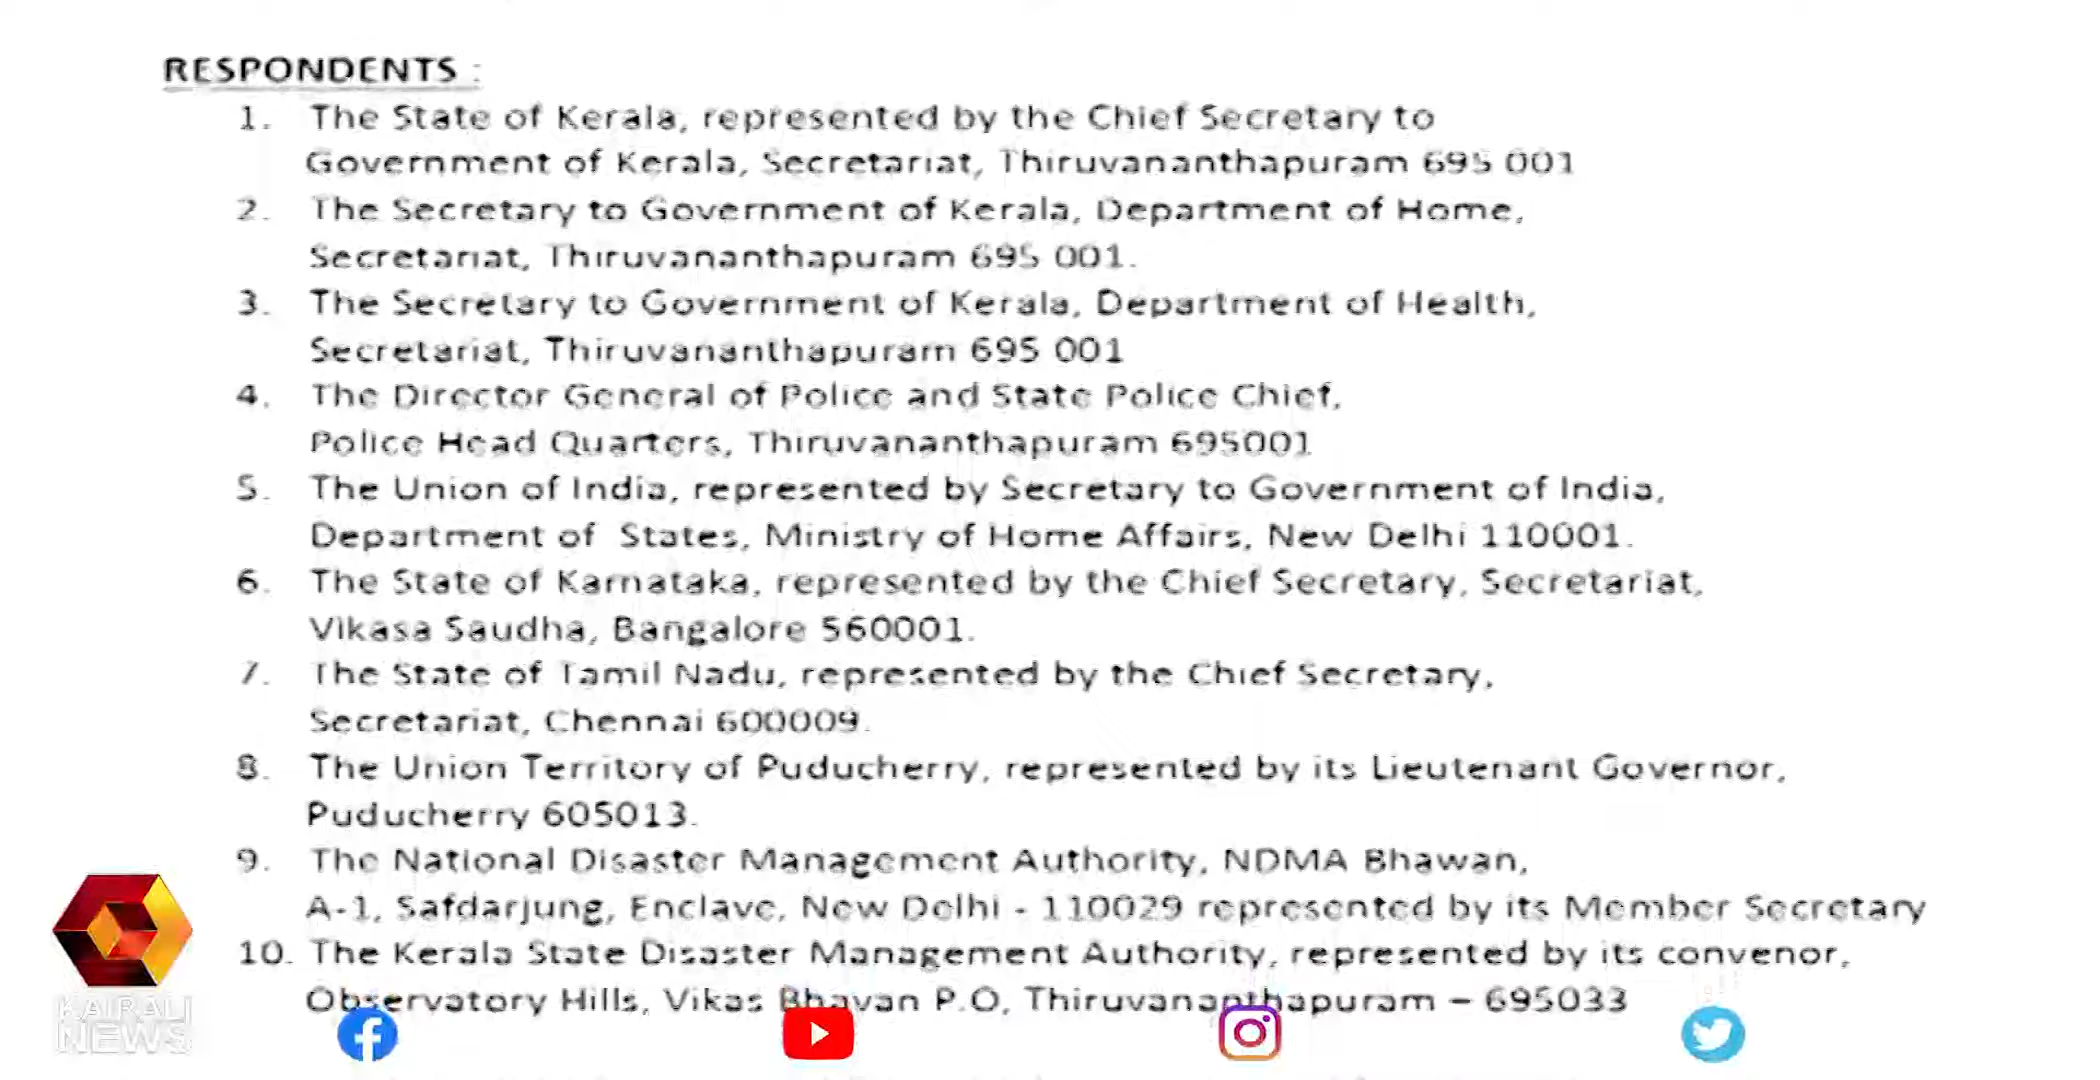 RESPONDENTS :
1. The State of Kerala, represented by the Chief Secretary to
Government of Kerala, Secretariat, Thiruvananthapuram 695 001
2. The Secretary to Government of Kerala, Department of Home,
Secretariat, Thiruvananthapuram 695 001.
3. The Secretary to Government of Kerala, Department of Health,
Secretariat, Thiruvananthapuram 695 001
4. The Director General of Police and State Police Chief,
Police Head Quarters, Thiruvananthapuram 695001
5. The Union of India, represented by Secretary to Government of India,
Department of States, Ministry of Home Affairs, New Delhi 110001.
6. The State of Karnataka, represented by the Chief Secretary, Secretariat,
Vikasa Saudha, Bangalore 560001.
7. The State of Tamil Nadu, represented by the Chief Secretary,
Secretariat, Chennai 600009.
8. The Union Territory of Puducherry, represented by its Lieutenant Governor,
Puducherry 605013.
9. The National Disaster Management Authority, NDMA Bhawan,
A-1, Safdarjung, Enclave, New Delhi - 110029 represented by its Member Secretary
10. The Kerala State Disaster Management Authority, represented by its convenor,
Observatory Hills, Vikas Bhavan P.O, Thiruvananthapuram – 695033
KAIRALI
NEWS